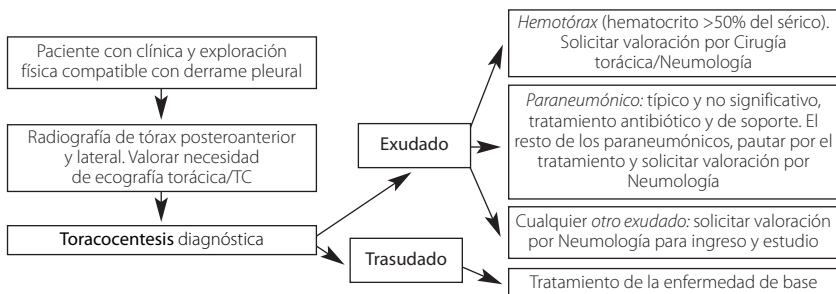 Paciente con clínica y exploración
física compatible con derrame pleural
Radiografía de tórax posteroanterior
y lateral. Valorar necesidad
de ecografía torácica/TC
Toracocentesis diagnóstica
Exudado
Trasudado
Hemotórax (hematocrito >50% del sérico).
Solicitar valoración por Cirugía
torácica/Neumología
Paraneumónico: típico y no significativo,
tratamiento antibiótico y de soporte. El
resto de los paraneumónicos, pautar por el
tratamiento y solicitar valoración por
Neumología
Cualquier otro exudado: solicitar valoración
por Neumología para ingreso y estudio
Tratamiento de la enfermedad de base